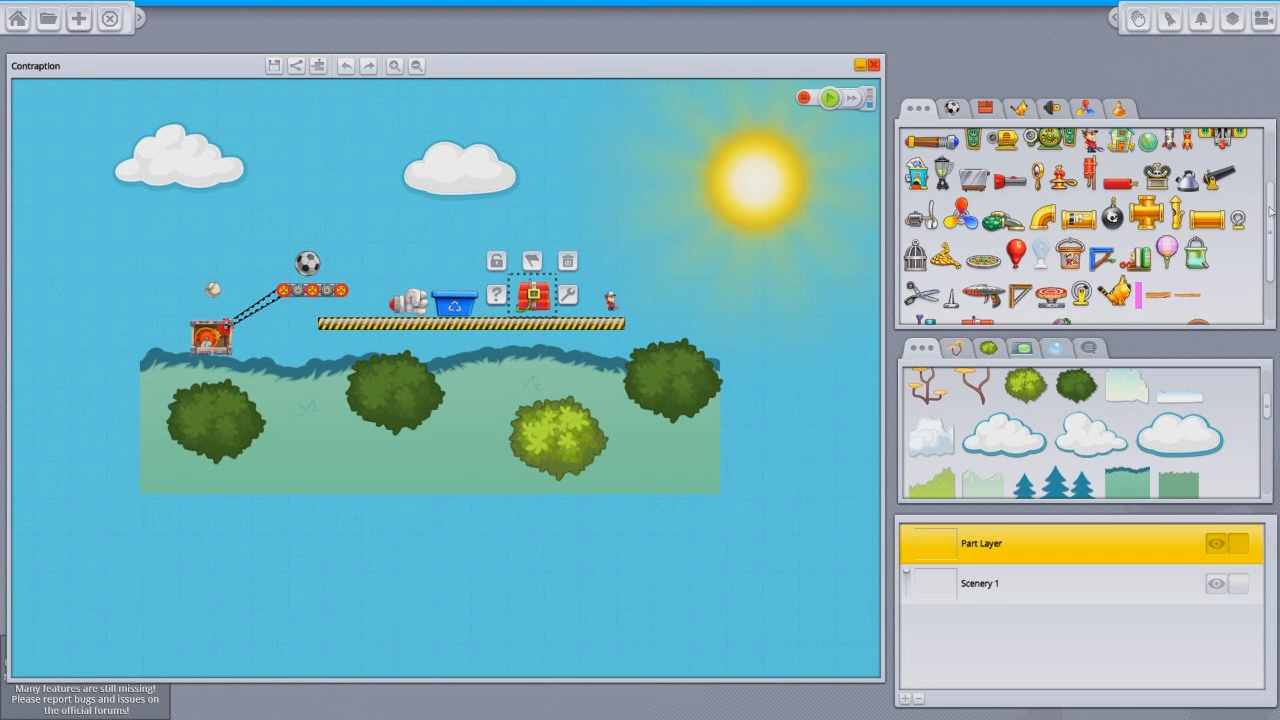 Contraption
?
Part Layer
Scenery 1
Many features are still missing!
Please report bugs and issues on
the official forums!